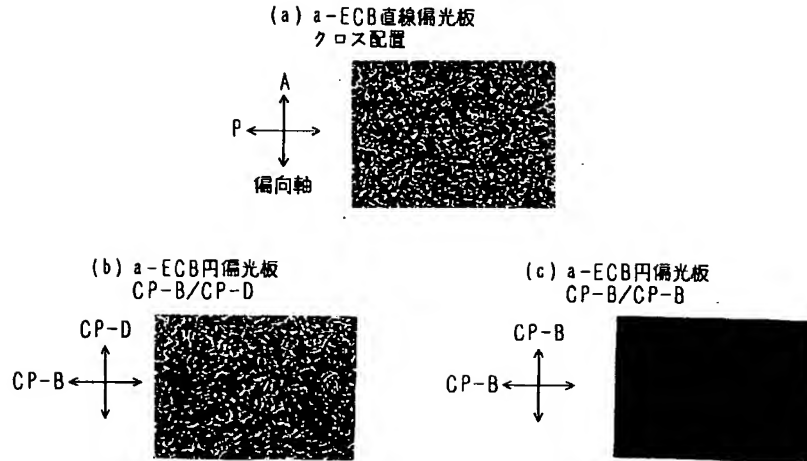 (a) a-ECB直線偏光板
クロス配置
A
P
偏向軸
(b) a-ECB円偏光板
CP-B/CP-D
CP-D
CP-B
(c) a-ECB円偏光板
CP-B/CP-B
CP-B
CP-B